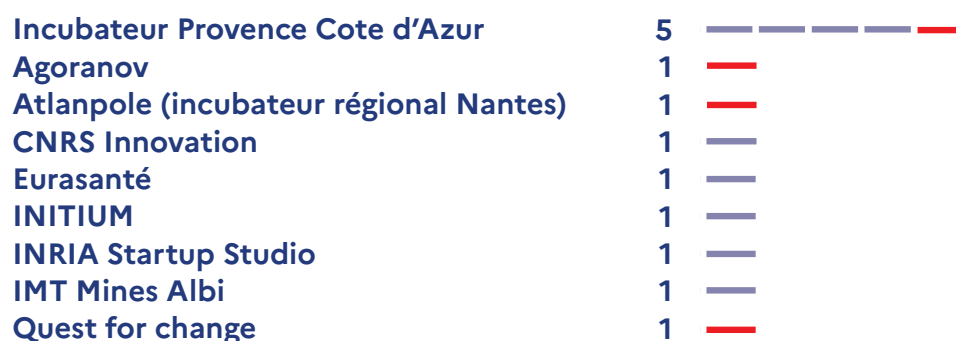 Incubateur Provence Cote d’Azur 5
Agoranov 1
Atlanpole (incubateur régional Nantes) 1
CNRS Innovation 1
Eurasanté 1
INITIUM 1
INRIA Startup Studio 1
IMT Mines Albi 1
Quest for change 1